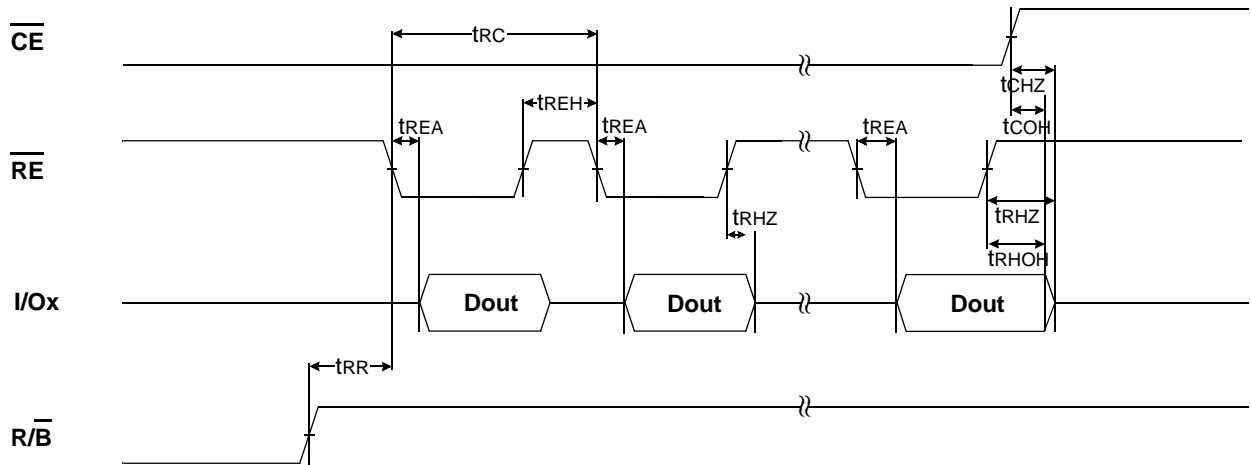 CE
tRC
tCHZ
tREH
tCOH
tREA
tREA
tREA
RE
tRHZ
tRHZ
tRHOH
I/Ox
Dout
Dout
Dout
tRR
R/B